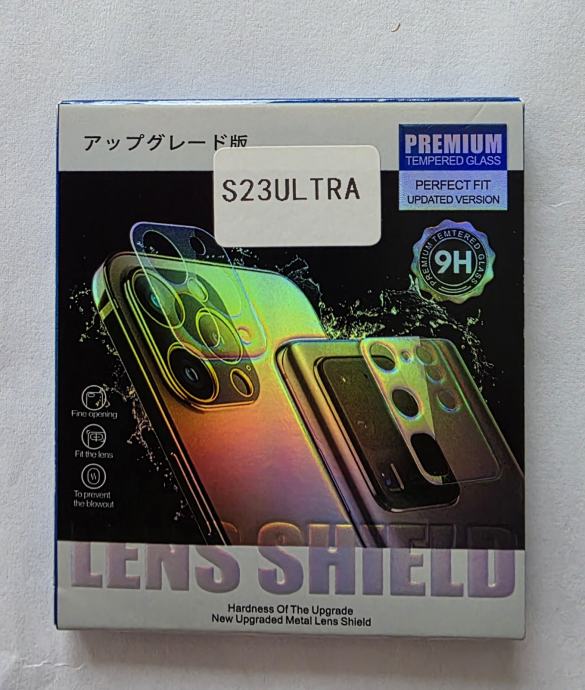 アップグレード版
S23ULTRA
PREMIUM
TEMPERED GLASS
PERFECT FIT
UPDATED VERSION
PREMIUM TEMTERED GLASS
9H
Fine opening
Fit the lens
To prevent
the blowout
LENS SHIELD
Hardness Of The Upgrade
New Upgraded Metal Lens Shield